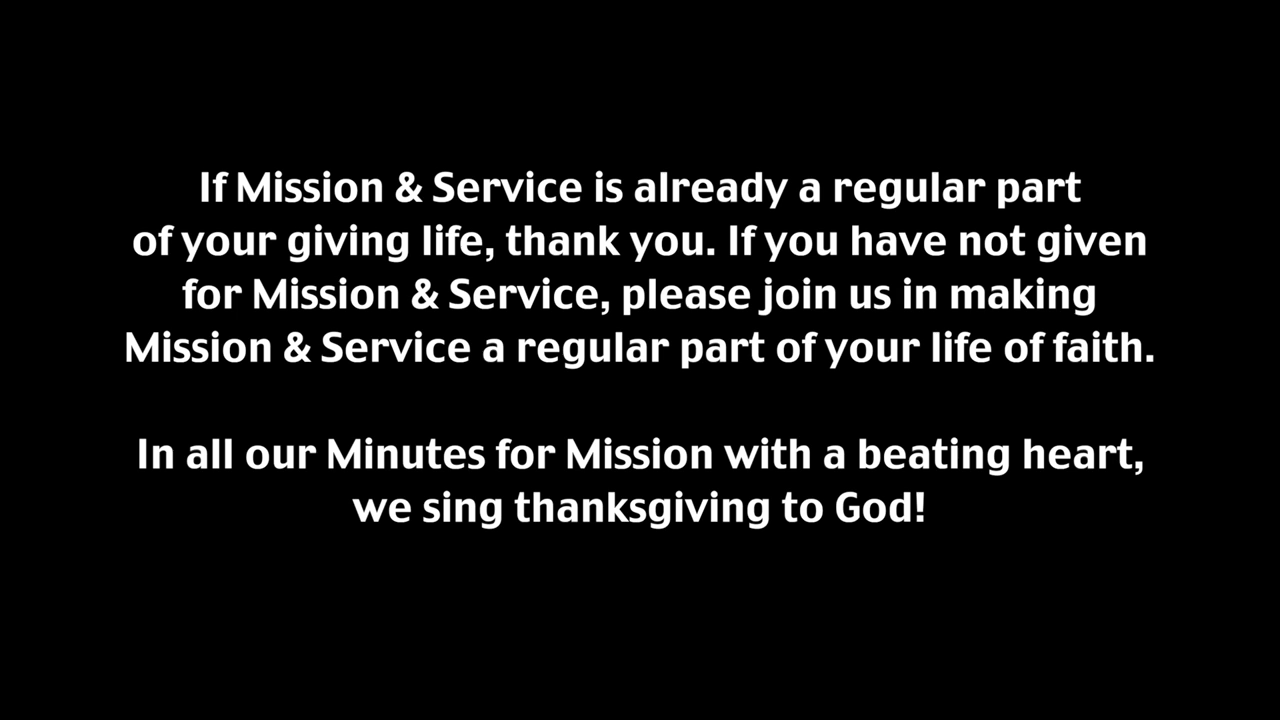 If Mission & Service is already a regular part
of your giving life, thank you. If you have not given
for Mission & Service, please join us in making
Mission & Service a regular part of your life of faith.
In all our Minutes for Mission with a beating heart,
we sing thanksgiving to God!